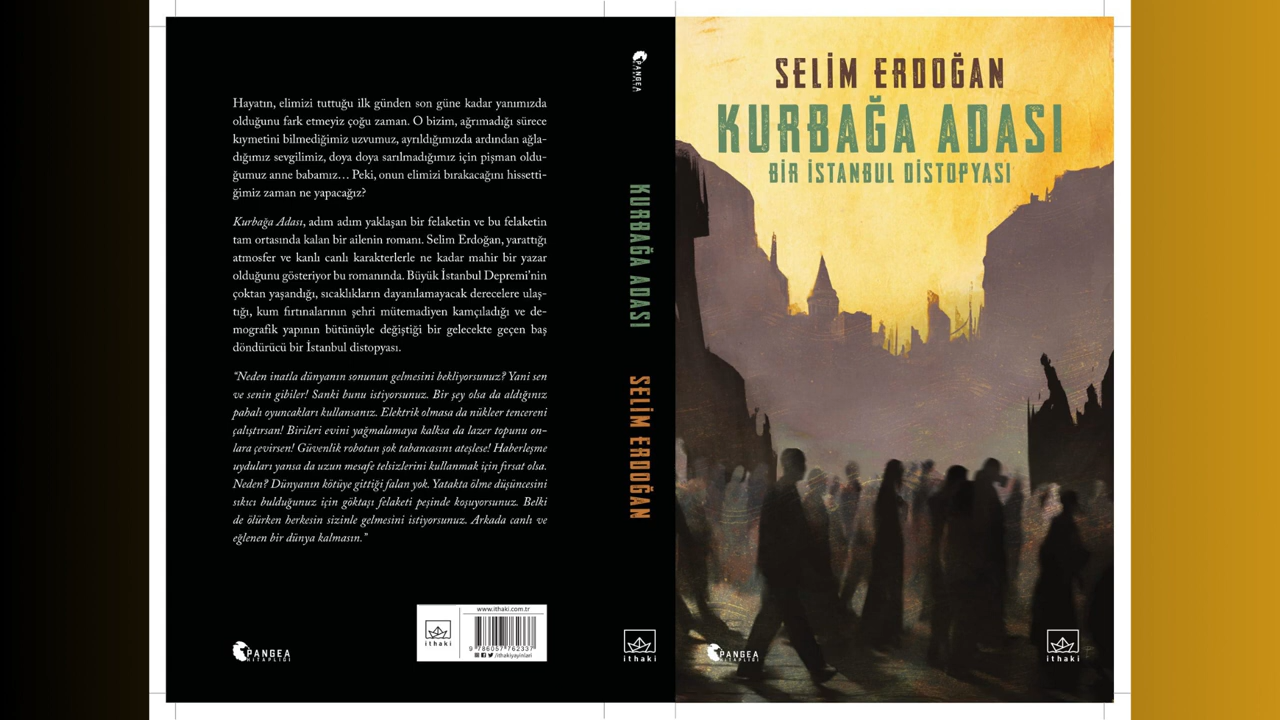 Hayatın, elimizi tuttuğu ilk günden son güne kadar yanımızda
olduğunu fark etmeyiz çoğu zaman. O bizim, ağrımadığı sürece
kıymetini bilmediğimiz uzvumuz, ayrıldığımızda ardından ağla-
dığımız sevgilimiz, doya doya sarılmadığımız için pişman oldu-
ğumuz anne babamız… Peki, onun elimizi bırakacağını hissetti-
ğimiz zaman ne yapacağız?
Kurbağa Adası, adım adım yaklaşan bir felaketin ve bu felaketin
tam ortasında kalan bir ailenin romanı. Selim Erdoğan, yarattığı
atmosfer ve kanlı canlı karakterlerle ne kadar mahir bir yazar
olduğunu gösteriyor bu romanında. Büyük İstanbul Depremi'nin
çoktan yaşandığı, sıcaklıkların dayanılamayacak derecelere ulaş-
tığı, kum fırtınalarının şehri mütemadiyen kamçıladığı ve de-
mografik yapının bütünüyle değiştiği bir gelecekte geçen baş
döndürücü bir İstanbul distopyası.
"Neden inatla dünyanın sonunun gelmesini bekliyorsunuz? Yani sen
ve senin gibiler! Sanki bunu istiyorsunuz. Bir şey olsa da aldığınız
pahalı oyuncakları kullansanız. Elektrik olmasa da nükleer tencereni
çalıştırsan! Birileri evini yağmalamaya kalksa da lazer topunu on-
lara çevirsen! Güvenlik robotun şok tabancasını ateşlese! Haberleşme
uyduları yansa da uzun mesafe telsizlerini kullanmak için fırsat olsa.
Neden? Dünyanın kötüye gittiği falan yok. Yatakta ölme düşüncesini
sıkıcı bulduğunuz için göktaşı felaketi peşinde koşuyorsunuz. Belki
de ölürken herkesin sizinle gelmesini istiyorsunuz. Arkada canlı ve
eğlenen bir dünya kalmasın."
PANGEA
KİTAPLIĞI
ithaki
www.ithaki.com.tr
9 786057 762337
/ithakiyayinlari
PANGEA
KİTAPLIĞI
KURBAĞA ADASI
SELİM ERDOĞAN
ithaki
SELİM ERDOĞAN
KURBAĞA ADASI
BİR İSTANBUL DİSTOPYASI
PANGEA
KİTAPLIĞI
ithaki